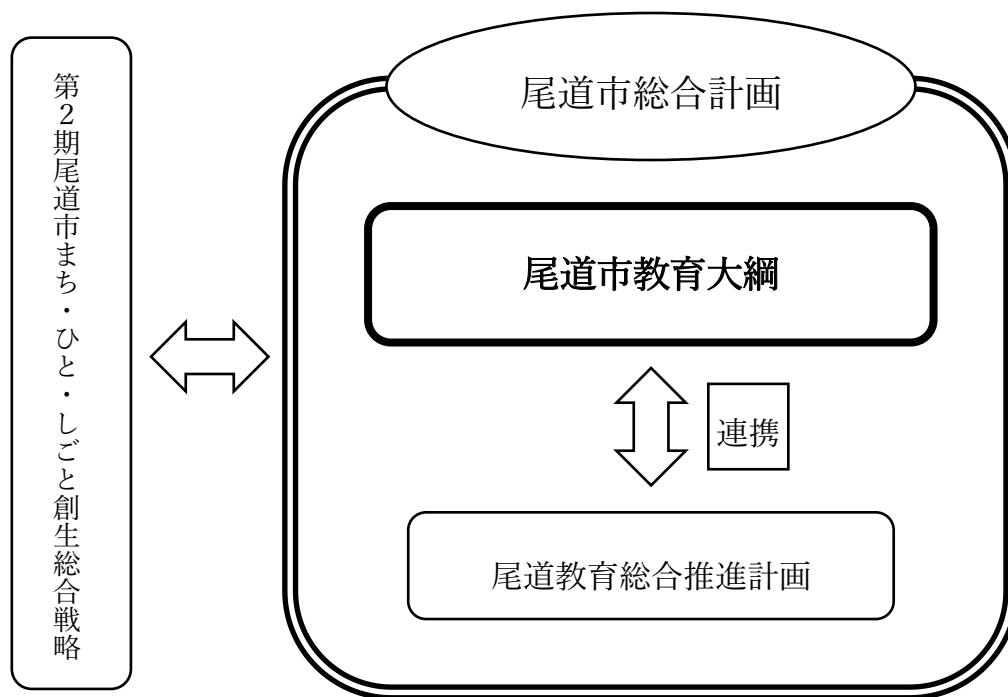 第2期尾道市まち・ひと・しごと創生総合戦略
尾道市総合計画
尾道市教育大綱
連携
尾道教育総合推進計画